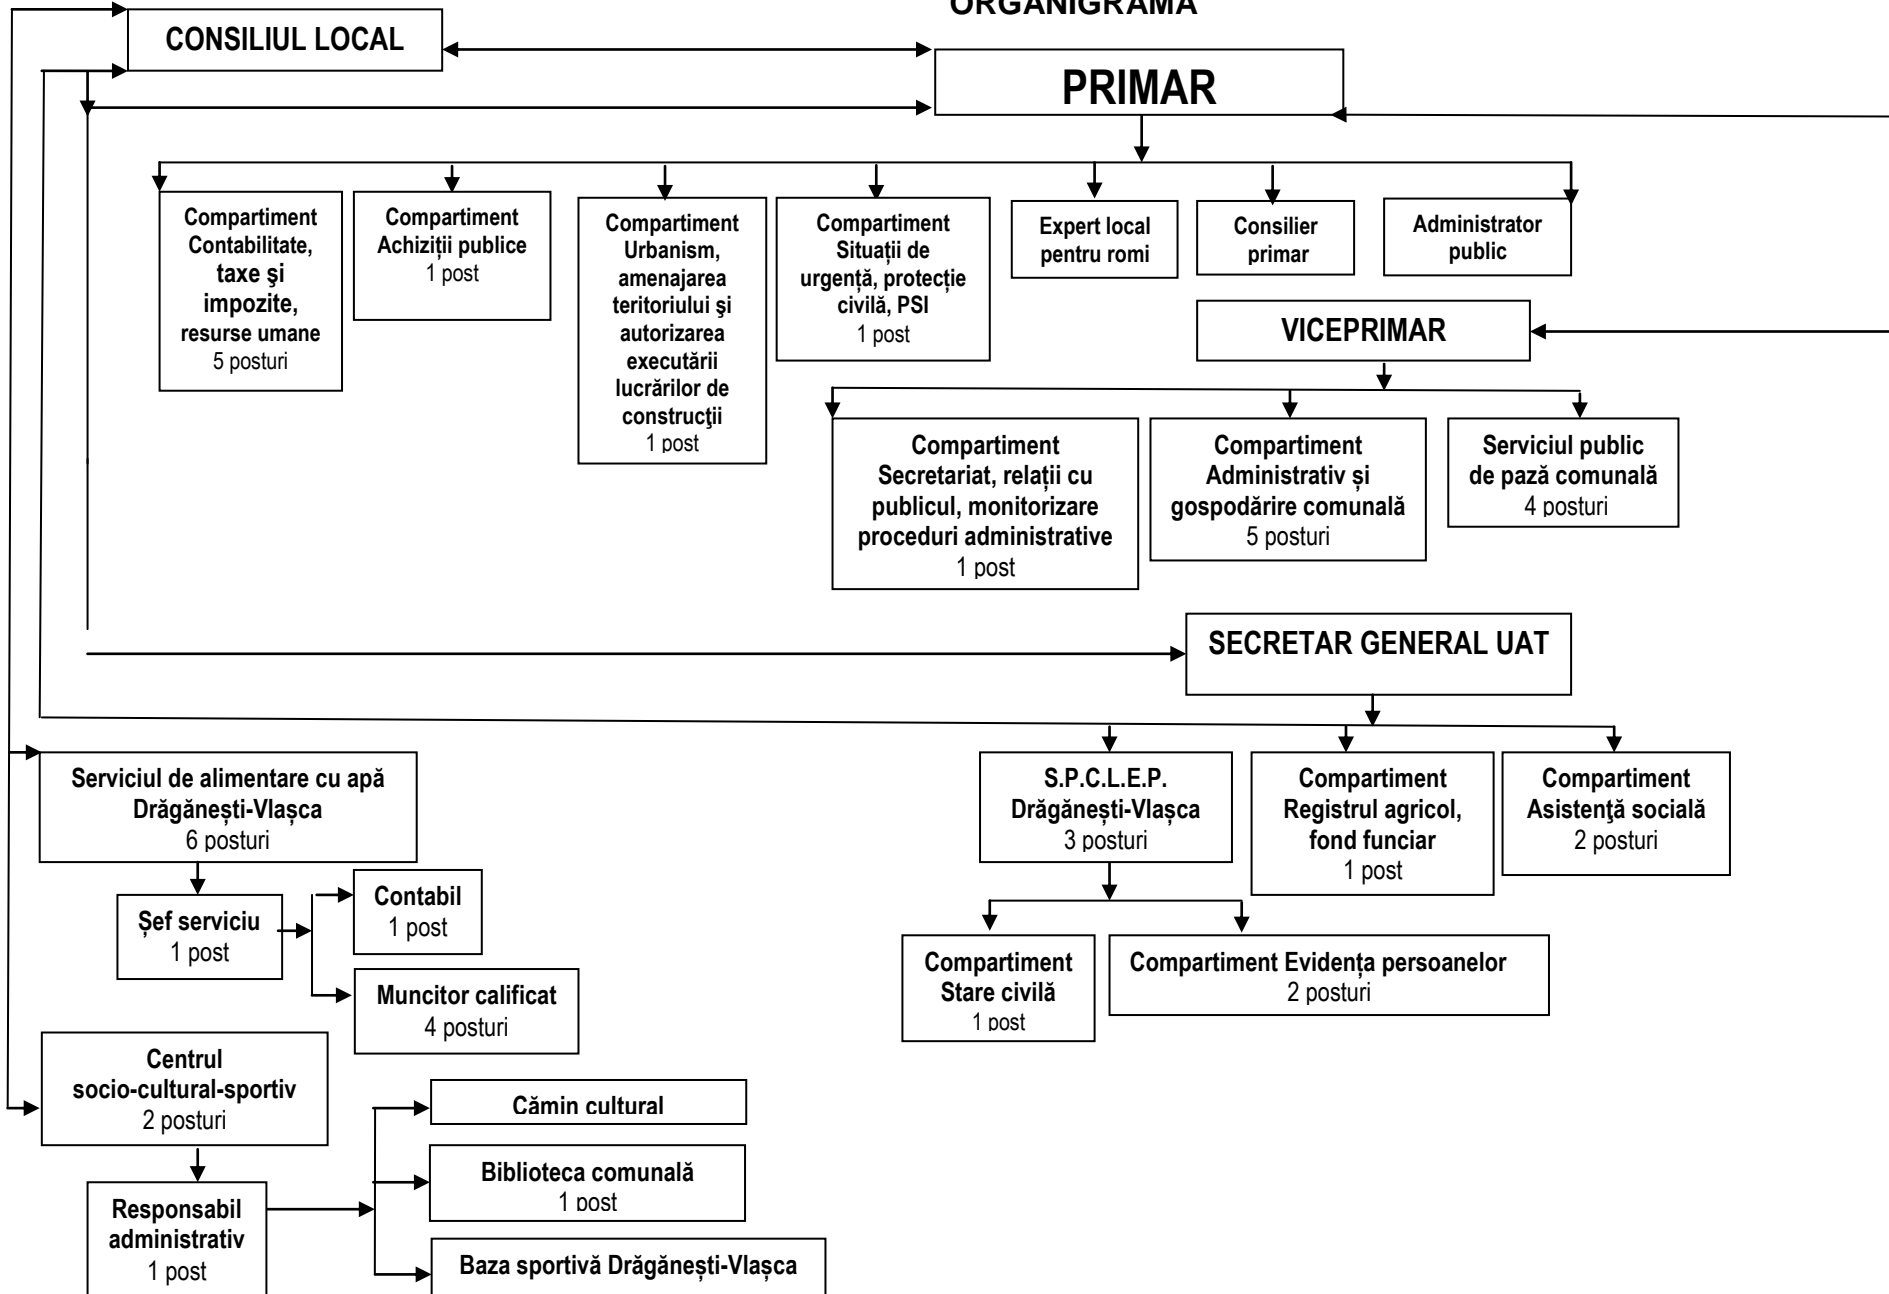 ORGANIGRAMA
CONSILIUL LOCAL
PRIMAR
Compartiment
Contabilitate,
taxe şi
impozite,
resurse umane
5 posturi
Compartiment
Achiziții publice
1 post
Compartiment
Urbanism,
amenajarea
teritoriului şi
autorizarea
executării
lucrărilor de
construcţii
1 post
Compartiment
Situații de
urgență, protecție
civilă, PSI
1 post
Expert local
pentru romi
Consilier
primar
Administrator
public
VICEPRIMAR
Compartiment
Secretariat, relații cu
publicul, monitorizare
proceduri administrative
1 post
Compartiment
Administrativ și
gospodărire comunală
5 posturi
Serviciul public
de pază comunală
4 posturi
SECRETAR GENERAL UAT
Serviciul de alimentare cu apă
Drăgănești-Vlașca
6 posturi
Șef serviciu
1 post
Contabil
1 post
Muncitor calificat
4 posturi
S.P.C.L.E.P.
Drăgănești-Vlașca
3 posturi
Compartiment
Registrul agricol,
fond funciar
1 post
Compartiment
Asistenţă socială
2 posturi
Compartiment
Stare civilă
1 post
Compartiment Evidența persoanelor
2 posturi
Centrul
socio-cultural-sportiv
2 posturi
Responsabil
administrativ
1 post
Cămin cultural
Biblioteca comunală
1 post
Baza sportivă Drăgănești-Vlașca